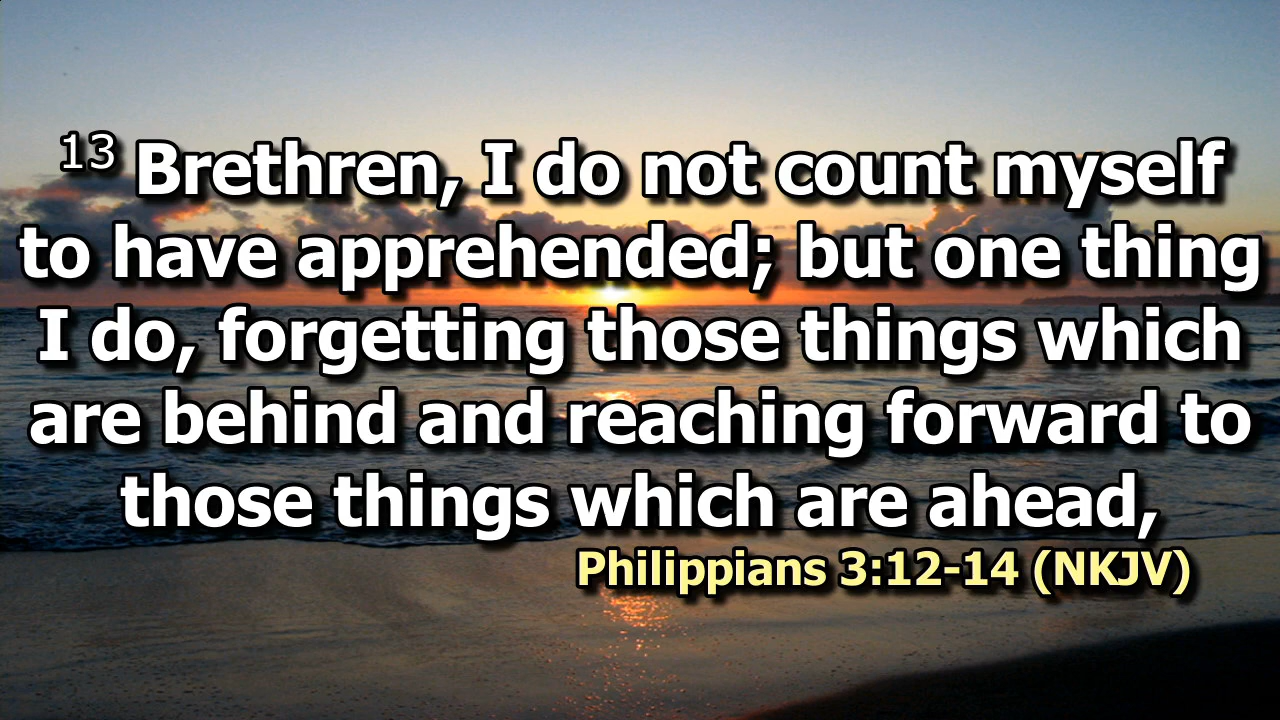 13 Brethren, I do not count myself
to have apprehended; but one thing
I do, forgetting those things which
are behind and reaching forward to
those things which are ahead,
Philippians 3:12-14 (NKJV)